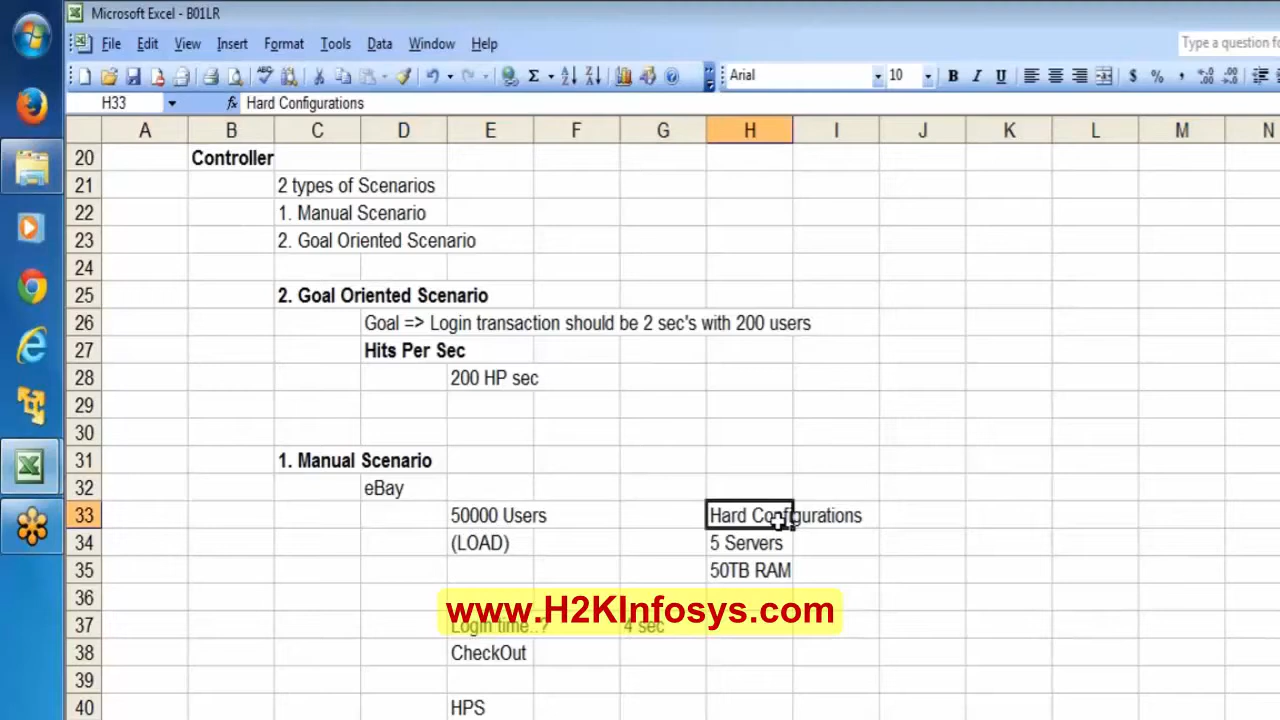 Microsoft Excel - B01LR
File Edit View Insert Format Tools Data Window Help
Type a question fo
Arial 10 B I U $ % ,
H33 fx Hard Configurations
A B C D E F G H I J K L M N
20 Controller
21 2 types of Scenarios
22 1. Manual Scenario
23 2. Goal Oriented Scenario
24
25 2. Goal Oriented Scenario
26 Goal => Login transaction should be 2 sec's with 200 users
27 Hits Per Sec
28 200 HP sec
29
30
31 1. Manual Scenario
32 eBay
33 50000 Users Hard Configurations
34 (LOAD) 5 Servers
35 50TB RAM
36
www.H2KInfosys.com
37 Login time..? 4 sec
38 CheckOut
39
40 HPS